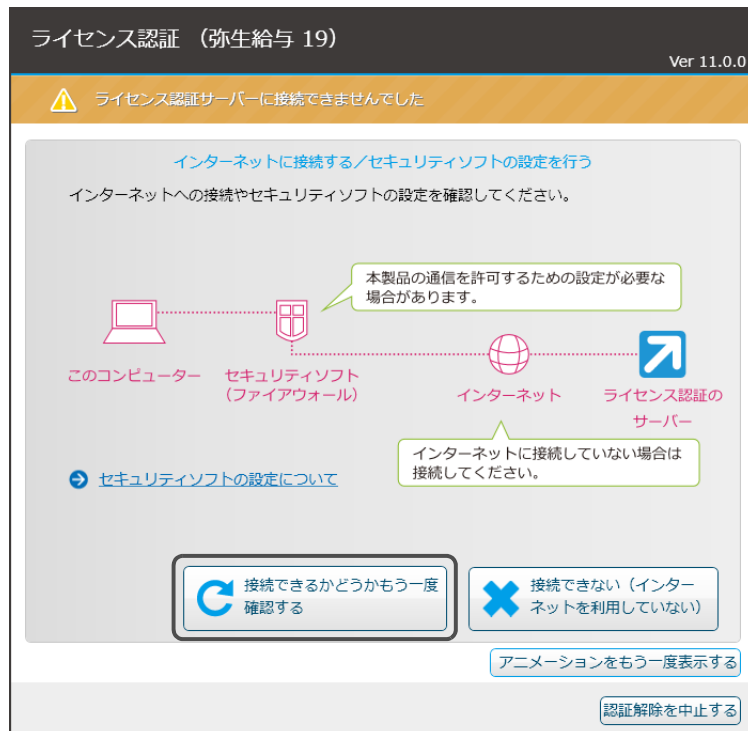 ライセンス認証 （弥生給与 19）
Ver 11.0.0
ライセンス認証サーバーに接続できませんでした
インターネットに接続する／セキュリティソフトの設定を行う
インターネットへの接続やセキュリティソフトの設定を確認してください。
本製品の通信を許可するための設定が必要な
場合があります。
このコンピューター
セキュリティソフト
（ファイアウォール）
インターネット
ライセンス認証の
サーバー
インターネットに接続していない場合は
接続してください。
セキュリティソフトの設定について
接続できるかどうかもう一度
確認する
接続できない（インター
ネットを利用していない）
アニメーションをもう一度表示する
認証解除を中止する